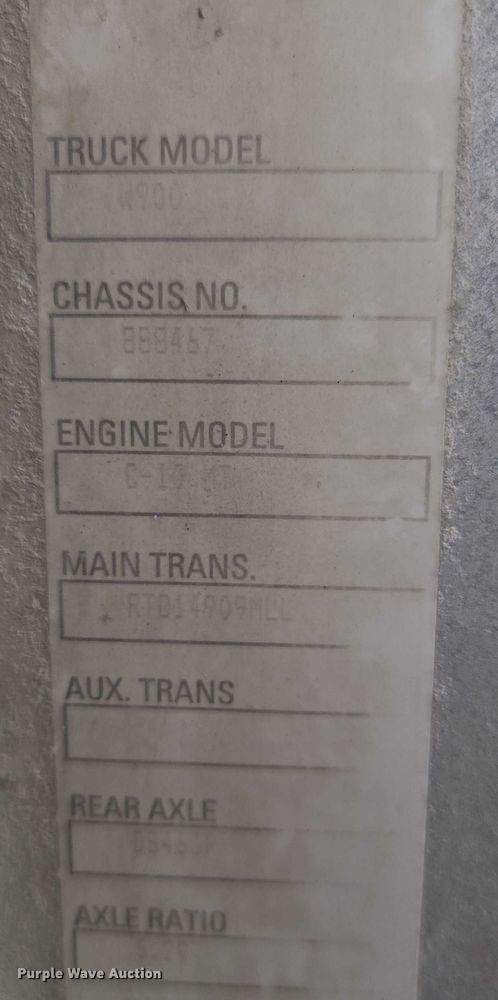 TRUCK MODEL
W900
CHASSIS NO.
888467
ENGINE MODEL
MAIN TRANS.
RTO14909MLL
AUX. TRANS
REAR AXLE
AXLE RATIO
Purple Wave Auction